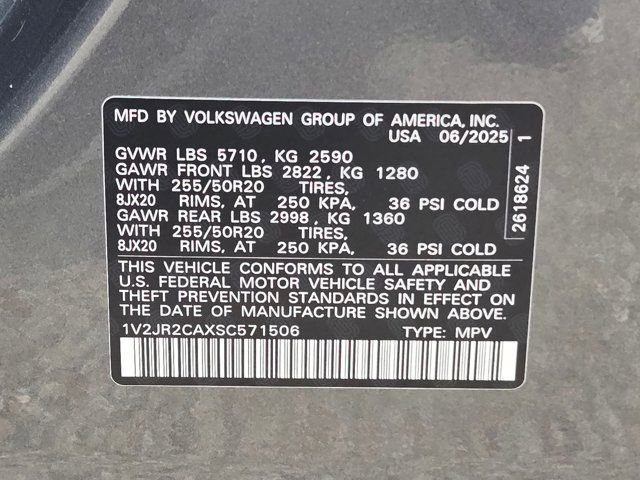 MFD BY VOLKSWAGEN GROUP OF AMERICA, INC.
USA 06/2025
GVWR LBS 5710, KG 2590
GAWR FRONT LBS 2822, KG 1280
WITH 255/50R20 TIRES,
8JX20 RIMS, AT 250 KPA, 36 PSI COLD
GAWR REAR LBS 2998, KG 1360
WITH 255/50R20 TIRES,
8JX20 RIMS, AT 250 KPA, 36 PSI COLD
THIS VEHICLE CONFORMS TO ALL APPLICABLE
U.S. FEDERAL MOTOR VEHICLE SAFETY AND
THEFT PREVENTION STANDARDS IN EFFECT ON
THE DATE OF MANUFACTURE SHOWN ABOVE.
1V2JR2CAXSC571506 TYPE: MPV
2618624 1